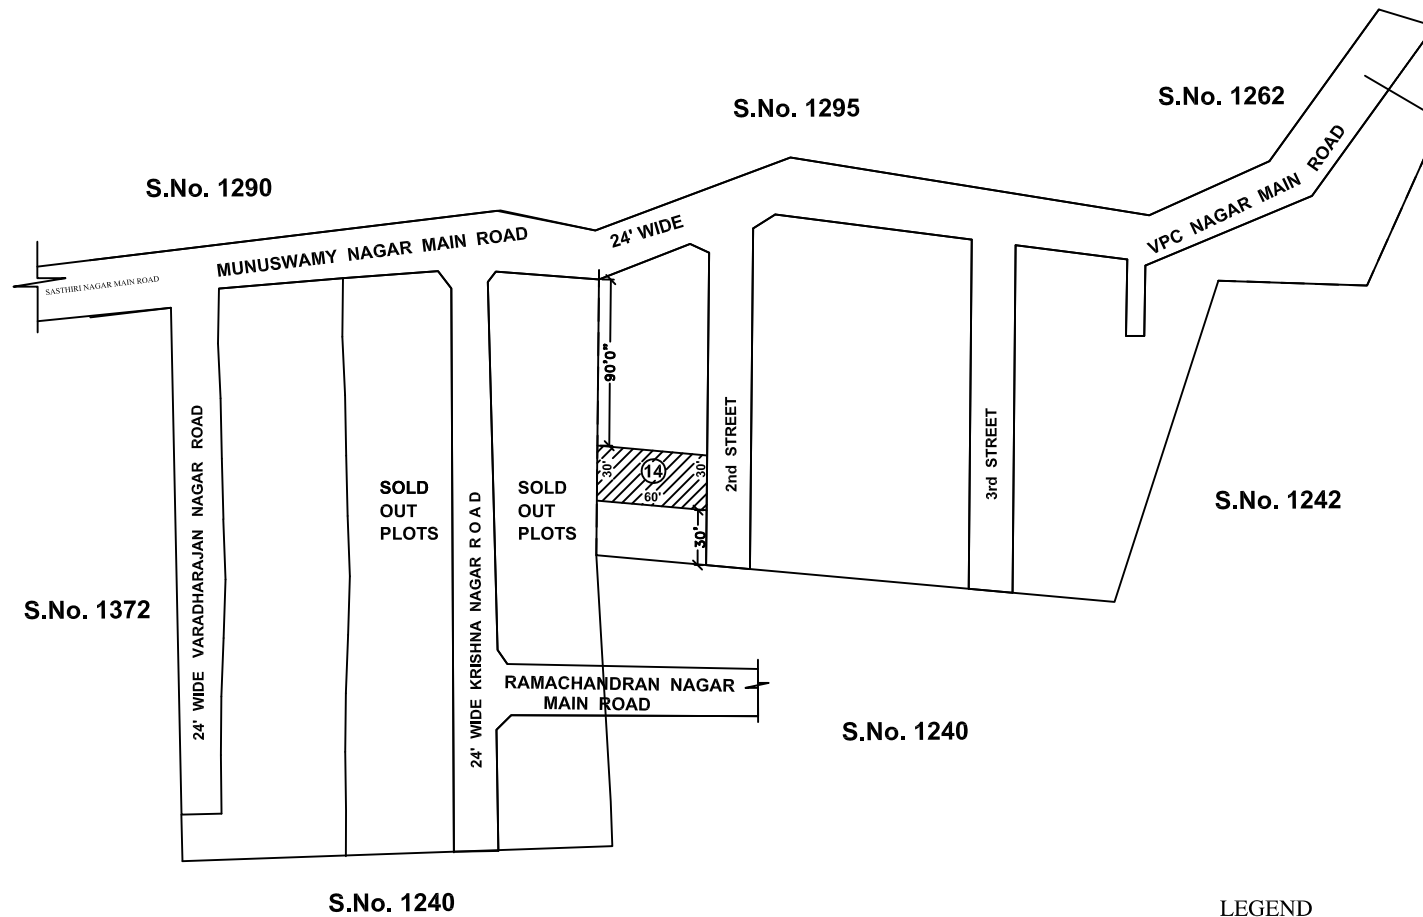 S.No. 1262
S.No. 1295
S.No. 1290
VPC NAGAR MAIN ROAD
24' WIDE
MUNUSWAMY NAGAR MAIN ROAD
SASTHIRI NAGAR MAIN ROAD
90'0"
2nd STREET
3rd STREET
30'
14
30'
60'
30'
SOLD
OUT
PLOTS
SOLD
OUT
PLOTS
S.No. 1242
24' WIDE VARADHARAJAN NAGAR ROAD
24' WIDE KRISHNA NAGAR ROAD
S.No. 1372
RAMACHANDRAN NAGAR
MAIN ROAD
S.No. 1240
S.No. 1240
LEGEND